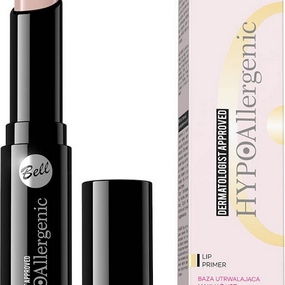 Bell
HYPOAllergenic
DERMATOLOGIST APPROVED
HYPOAllergenic
LIP
PRIMER
BAZA UTRWALAJĄCA